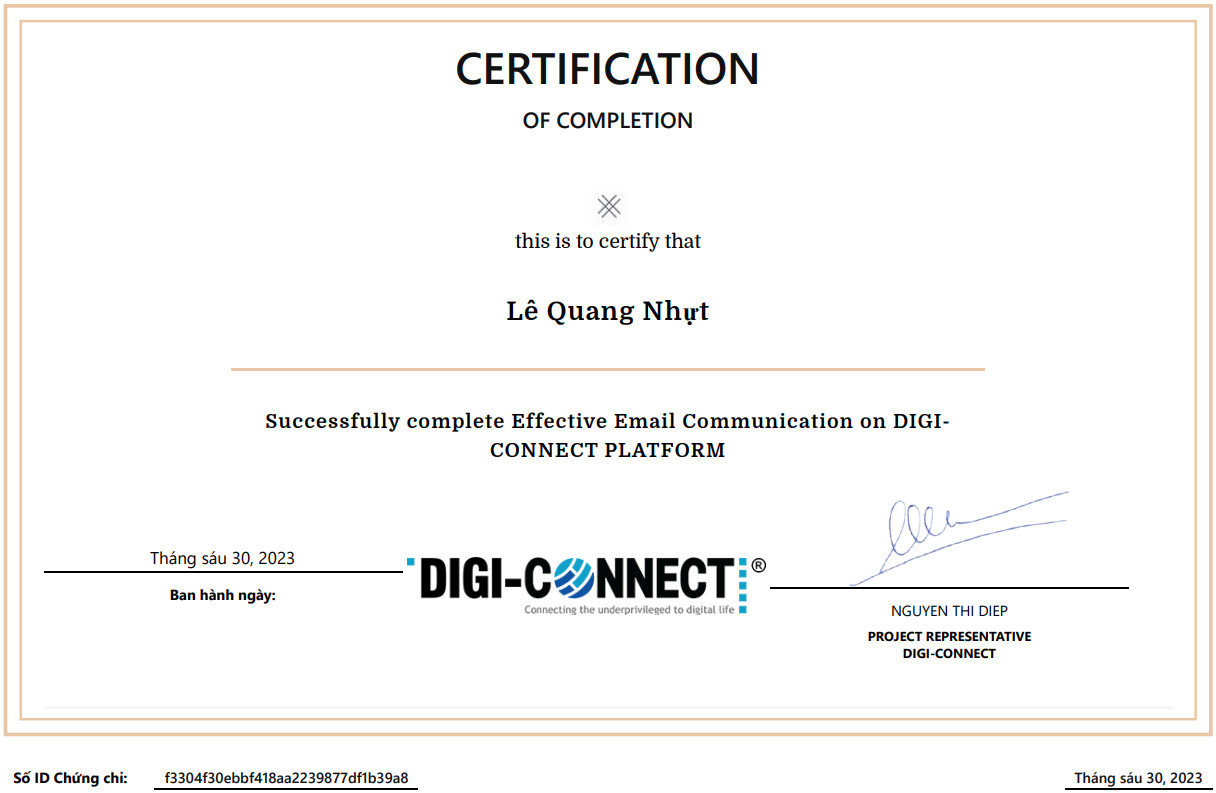 CERTIFICATION
OF COMPLETION
this is to certify that
Lê Quang Nhựt
Successfully complete Effective Email Communication on DIGI-
CONNECT PLATFORM
Tháng sáu 30, 2023
Ban hành ngày:
DIGI-CONNECT®
Connecting the underprivileged to digital life
NGUYEN THI DIEP
PROJECT REPRESENTATIVE
DIGI-CONNECT
Số ID Chứng chỉ: f3304f30ebbf418aa2239877df1b39a8
Tháng sáu 30, 2023